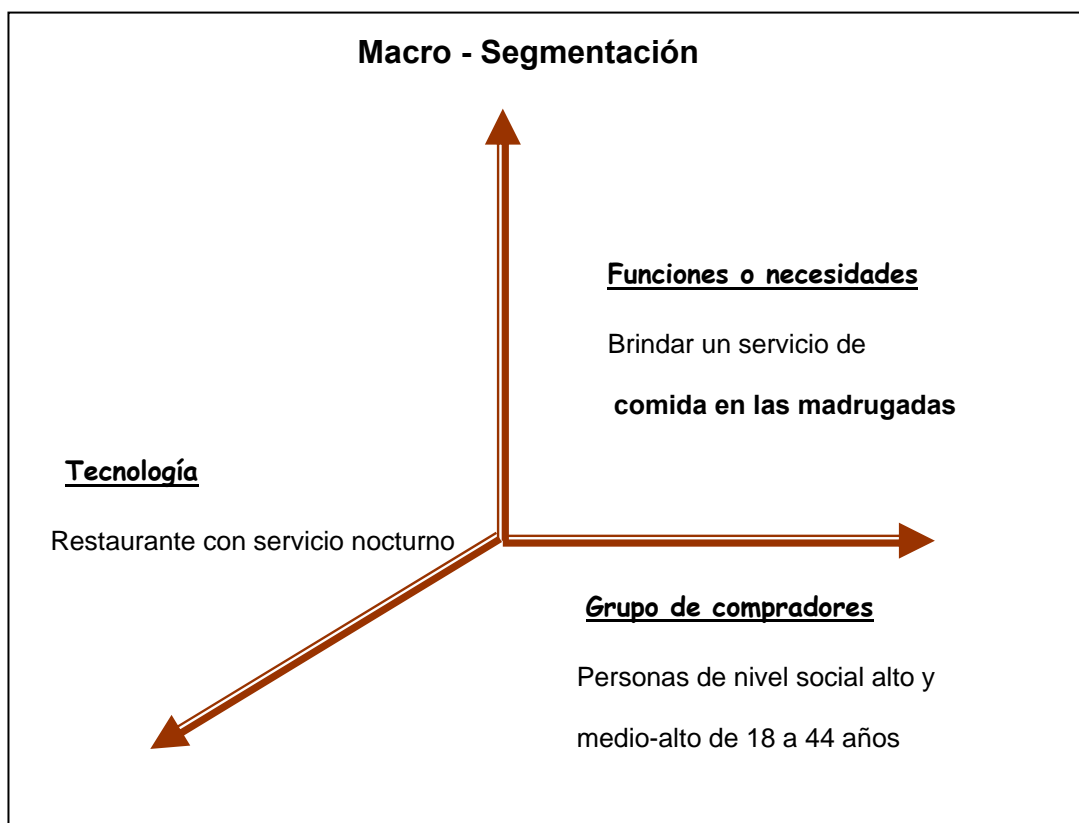 Macro - Segmentación
Funciones o necesidades
Brindar un servicio de
comida en las madrugadas
Tecnología
Restaurante con servicio nocturno
Grupo de compradores
Personas de nivel social alto y
medio-alto de 18 a 44 años